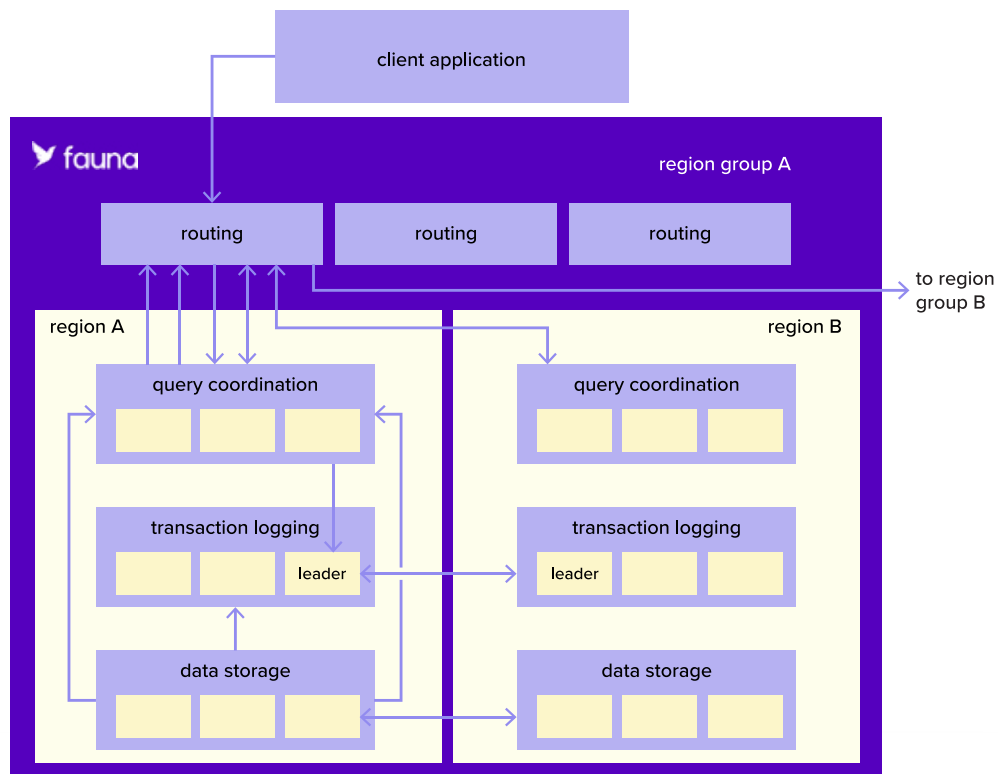 client application
fauna
region group A
routing
routing
routing
to region
group B
region A
region B
query coordination
query coordination
transaction logging
transaction logging
leader
leader
data storage
data storage